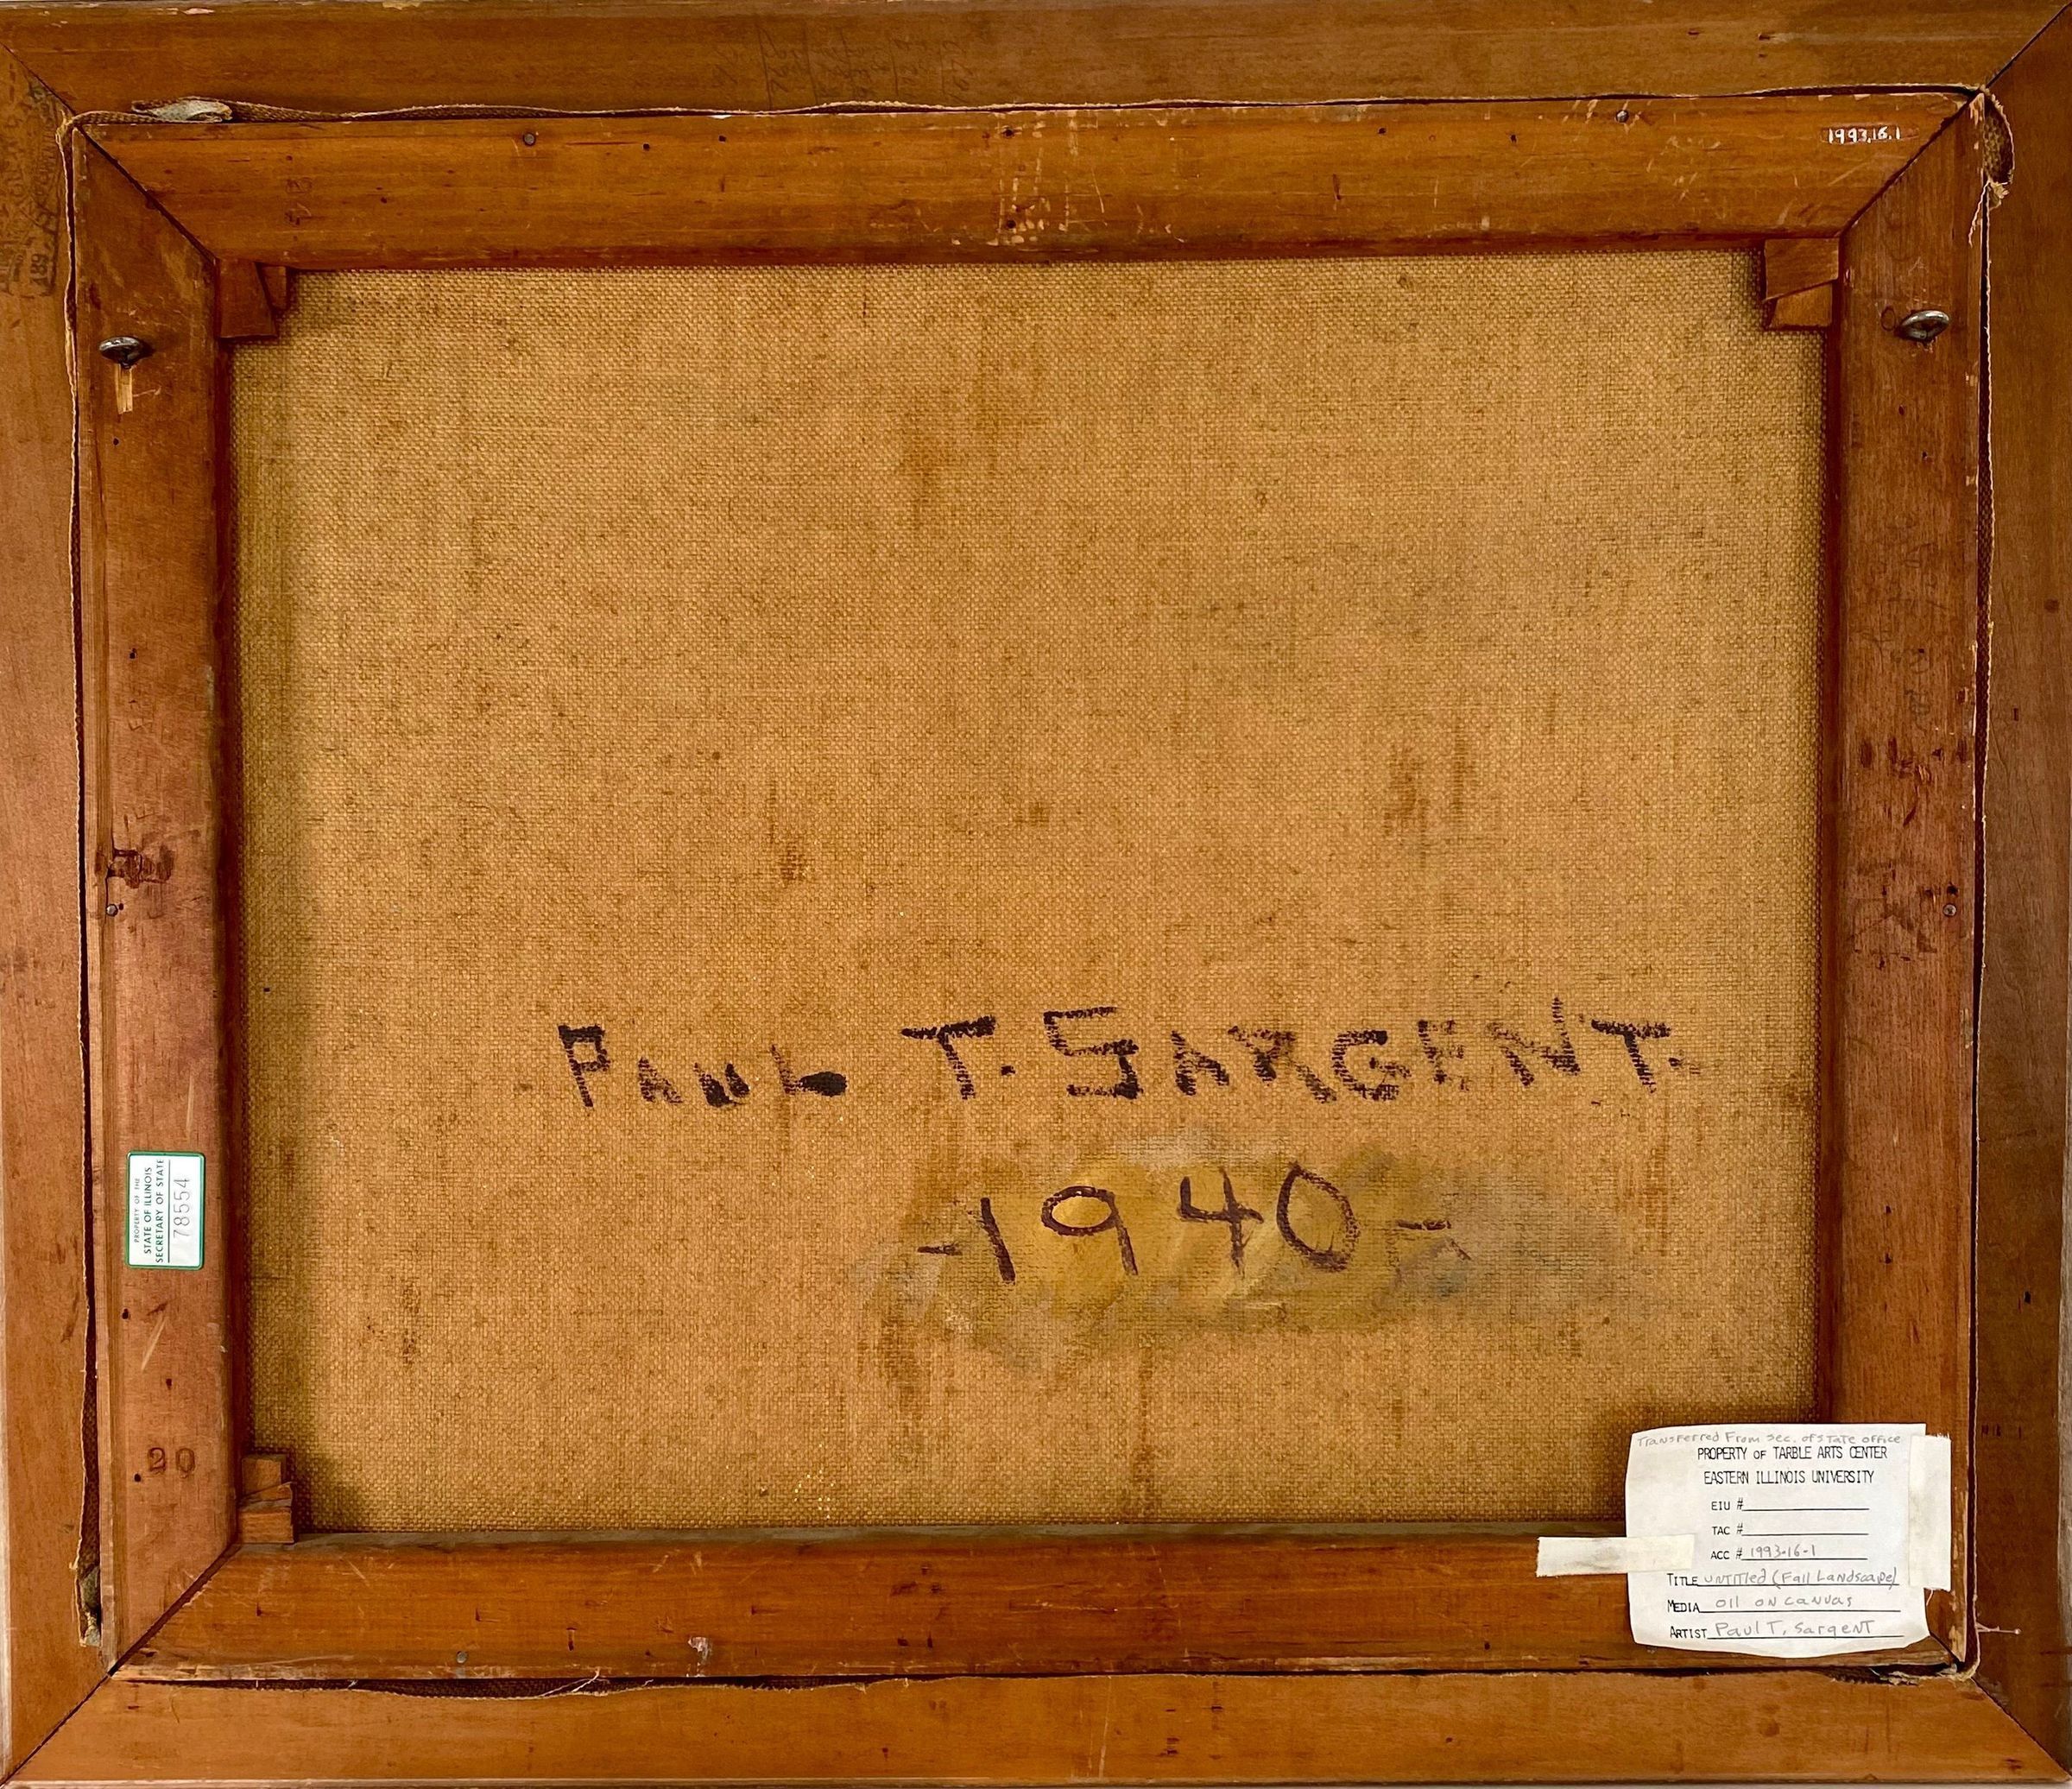 1993.16.1
PAUL T. SARGENT.
-1940-
PROPERTY OF THE
STATE OF ILLINOIS
SECRETARY OF STATE
78554
20
Transferred From Sec. of State office
PROPERTY OF TARBLE ARTS CENTER
EASTERN ILLINOIS UNIVERSITY
EIU #
TAC #
ACC # 1993-16-1
TITLE Untitled (Fall Landscape)
MEDIA oil on canvas
ARTIST Paul T. Sargent